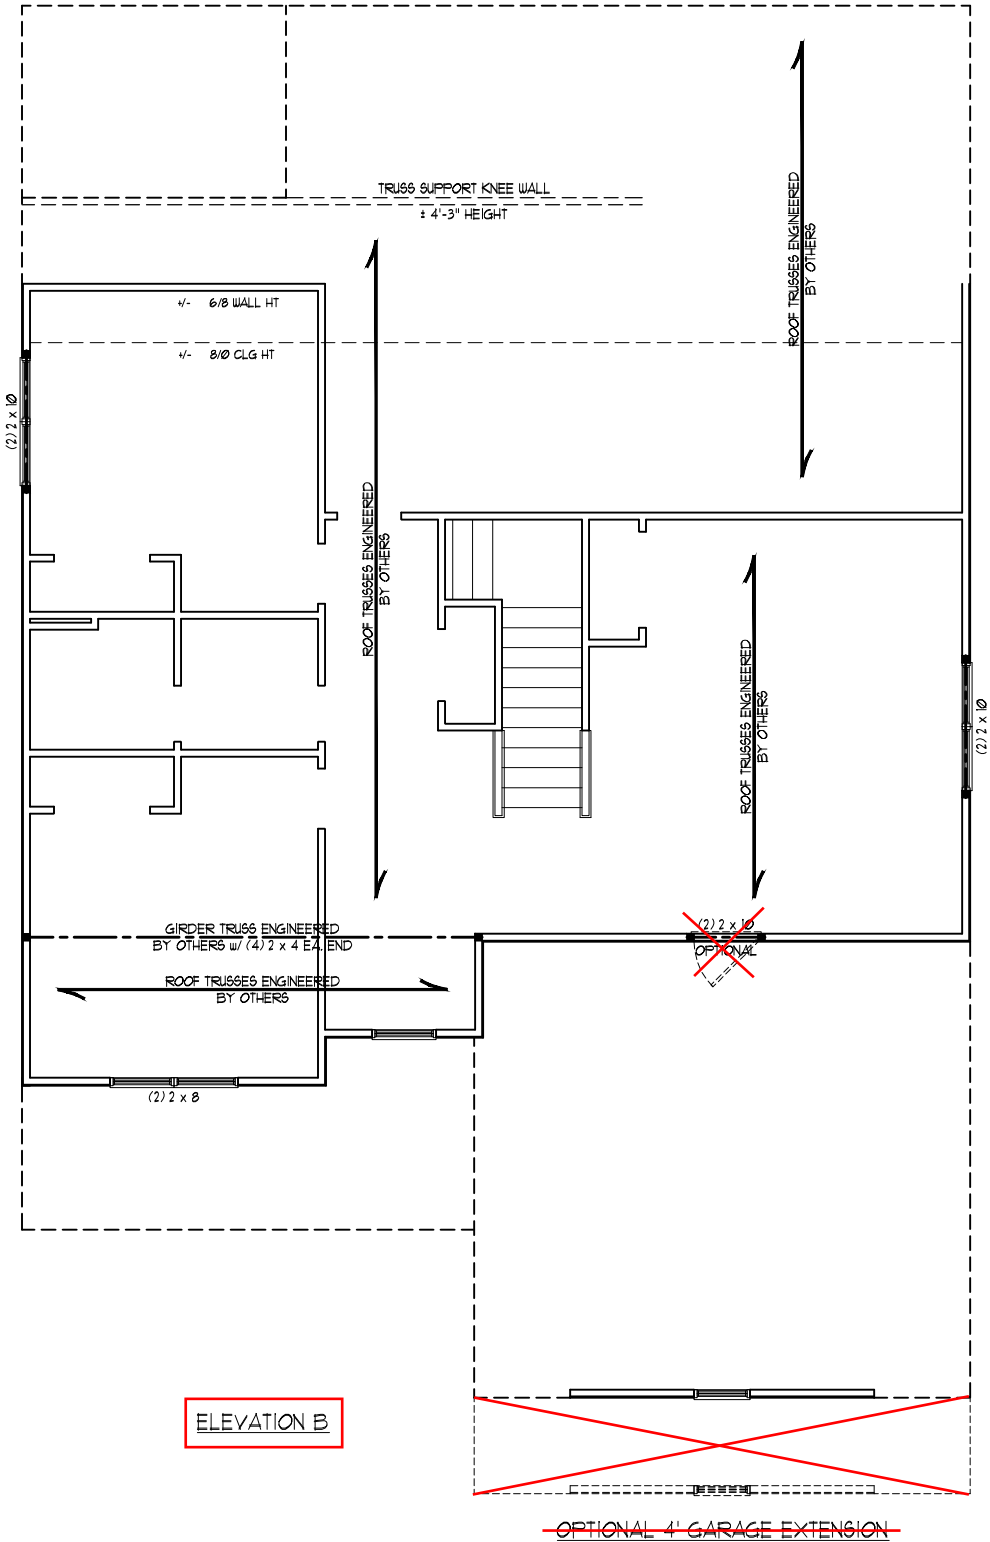 TRUSS SUPPORT KNEE WALL
± 4'-3" HEIGHT
ROOF TRUSSES ENGINEERED
BY OTHERS
+/- 6/8 WALL HT
+/- 8/0 CLG HT
(2) 2 x 10
ROOF TRUSSES ENGINEERED
BY OTHERS
ROOF TRUSSES ENGINEERED
BY OTHERS
(2) 2 x 10
GIRDER TRUSS ENGINEERED
BY OTHERS w/ (4) 2 x 4 EA. END
(2) 2 x 10
OPTIONAL
ROOF TRUSSES ENGINEERED
BY OTHERS
(2) 2 x 8
ELEVATION B
OPTIONAL 4' GARAGE EXTENSION